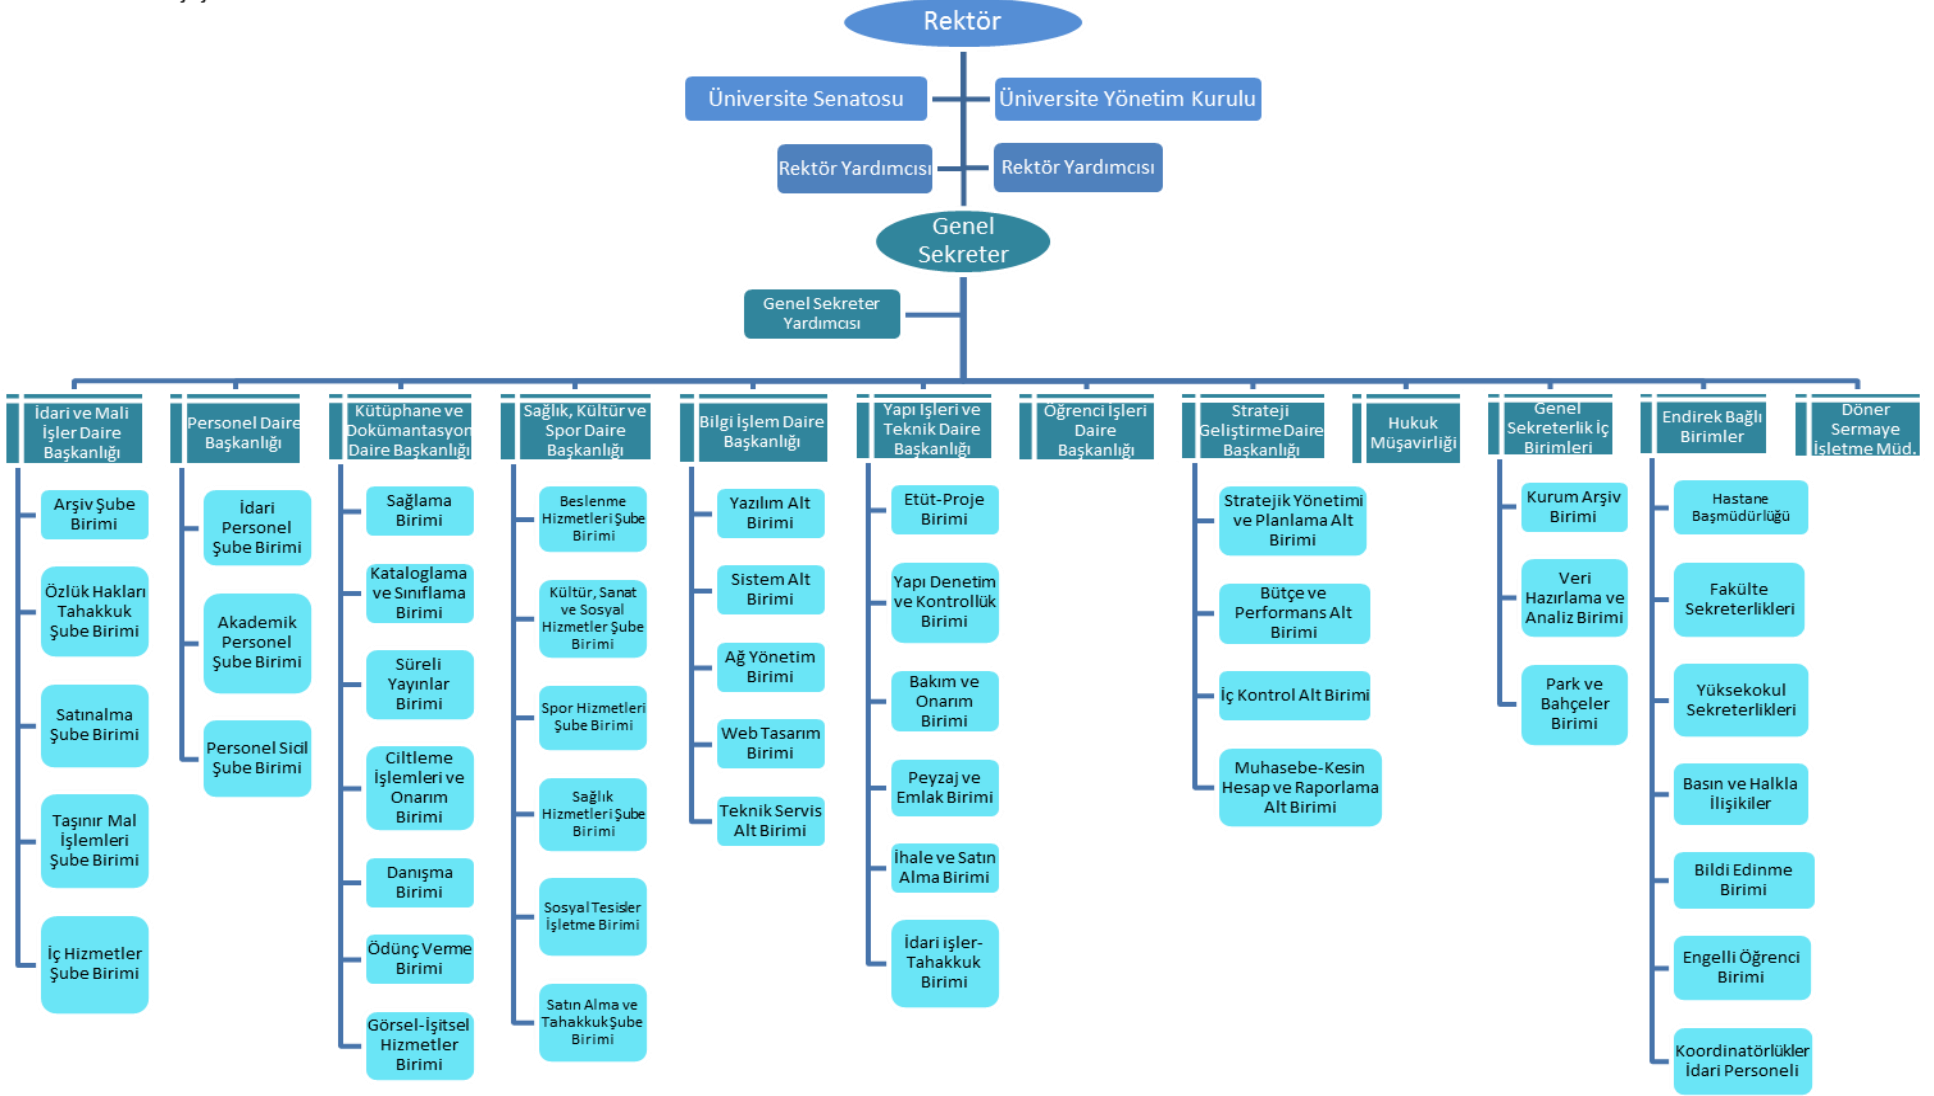 Rektör
Üniversite Senatosu
Üniversite Yönetim Kurulu
Rektör Yardımcısı
Rektör Yardımcısı
Genel
Sekreter
Genel Sekreter
Yardımcısı
İdari ve Mali
İşler Daire
Başkanlığı
Arşiv Şube
Birimi
Özlük Hakları
Tahakkuk
Şube Birimi
Satınalma
Şube Birimi
Taşınır Mal
İşlemleri
Şube Birimi
İç Hizmetler
Şube Birimi
Personel Daire
Başkanlığı
İdari
Personel
Şube Birimi
Akademik
Personel
Şube Birimi
Personel Sicil
Şube Birimi
Kütüphane ve
Dokümantasyon
Daire Başkanlığı
Sağlama
Birimi
Kataloglama
ve Sınıflama
Birimi
Süreli
Yayınlar
Birimi
Ciltleme
İşlemleri ve
Onarım
Birimi
Danışma
Birimi
Ödünç Verme
Birimi
Görsel-İşitsel
Hizmetler
Birimi
Sağlık, Kültür ve
Spor Daire
Başkanlığı
Beslenme
Hizmetleri Şube
Birimi
Kültür, Sanat
ve Sosyal
Hizmetler Şube
Birimi
Spor Hizmetleri
Şube Birimi
Sağlık
Hizmetleri Şube
Birimi
Sosyal Tesisler
İşletme Birimi
Satın Alma ve
Tahakkuk Şube
Birimi
Bilgi İşlem Daire
Başkanlığı
Yazılım Alt
Birimi
Sistem Alt
Birimi
Ağ Yönetim
Birimi
Web Tasarım
Birimi
Teknik Servis
Alt Birimi
Yapı İşleri ve
Teknik Daire
Başkanlığı
Etüt-Proje
Birimi
Yapı Denetim
ve Kontrollük
Birimi
Bakım ve
Onarım
Birimi
Peyzaj ve
Emlak Birimi
İhale ve Satın
Alma Birimi
İdari işler-
Tahakkuk
Birimi
Öğrenci İşleri
Daire
Başkanlığı
Strateji
Geliştirme Daire
Başkanlığı
Stratejik Yönetimi
ve Planlama Alt
Birimi
Bütçe ve
Performans Alt
Birimi
İç Kontrol Alt Birimi
Muhasebe-Kesin
Hesap ve Raporlama
Alt Birimi
Hukuk
Müşavirliği
Genel
Sekreterlik İç
Birimleri
Kurum Arşiv
Birimi
Veri
Hazırlama ve
Analiz Birimi
Park ve
Bahçeler
Birimi
Endirek Bağlı
Birimler
Hastane
Başmüdürlüğü
Fakülte
Sekreterlikleri
Yüksekokul
Sekreterlikleri
Basın ve Halkla
İlişikiler
Bildi Edinme
Birimi
Engelli Öğrenci
Birimi
Koordinatörlükler
İdari Personeli
Döner
Sermaye
İşletme Müd.